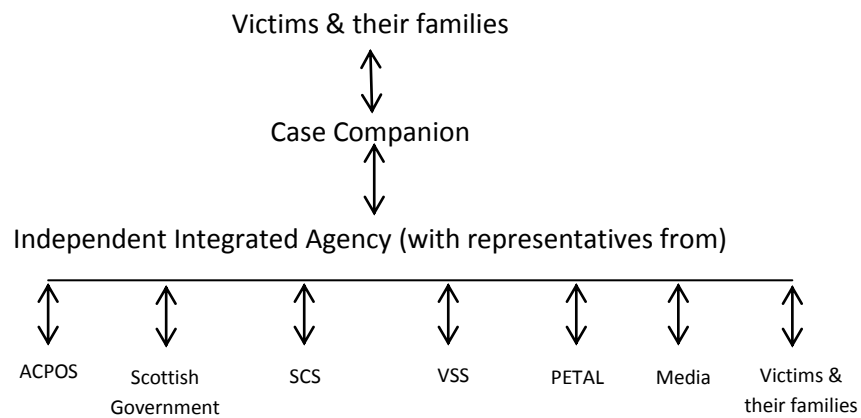 Victims & their families
Case Companion
Independent Integrated Agency (with representatives from)
ACPOS
Scottish
Government
SCS
VSS
PETAL
Media
Victims &
their families